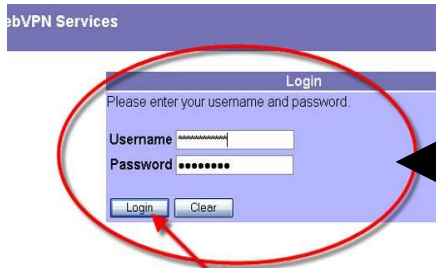 ebVPN Services
Login
Please enter your username and password.
Username ************
Password ●●●●●●●●
Login Clear